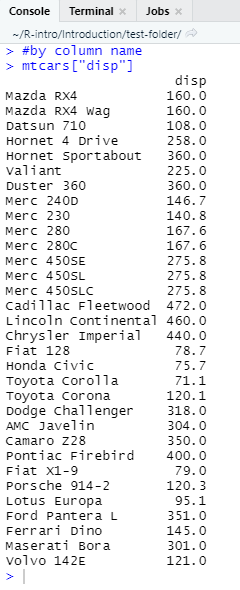 Console Terminal × Jobs ×
~/R-intro/Introduction/test-folder/
> #by column name
> mtcars["disp"]
disp
Mazda RX4 160.0
Mazda RX4 Wag 160.0
Datsun 710 108.0
Hornet 4 Drive 258.0
Hornet Sportabout 360.0
Valiant 225.0
Duster 360 360.0
Merc 240D 146.7
Merc 230 140.8
Merc 280 167.6
Merc 280C 167.6
Merc 450SE 275.8
Merc 450SL 275.8
Merc 450SLC 275.8
Cadillac Fleetwood 472.0
Lincoln Continental 460.0
Chrysler Imperial 440.0
Fiat 128 78.7
Honda Civic 75.7
Toyota Corolla 71.1
Toyota Corona 120.1
Dodge Challenger 318.0
AMC Javelin 304.0
Camaro Z28 350.0
Pontiac Firebird 400.0
Fiat X1-9 79.0
Porsche 914-2 120.3
Lotus Europa 95.1
Ford Pantera L 351.0
Ferrari Dino 145.0
Maserati Bora 301.0
Volvo 142E 121.0
>